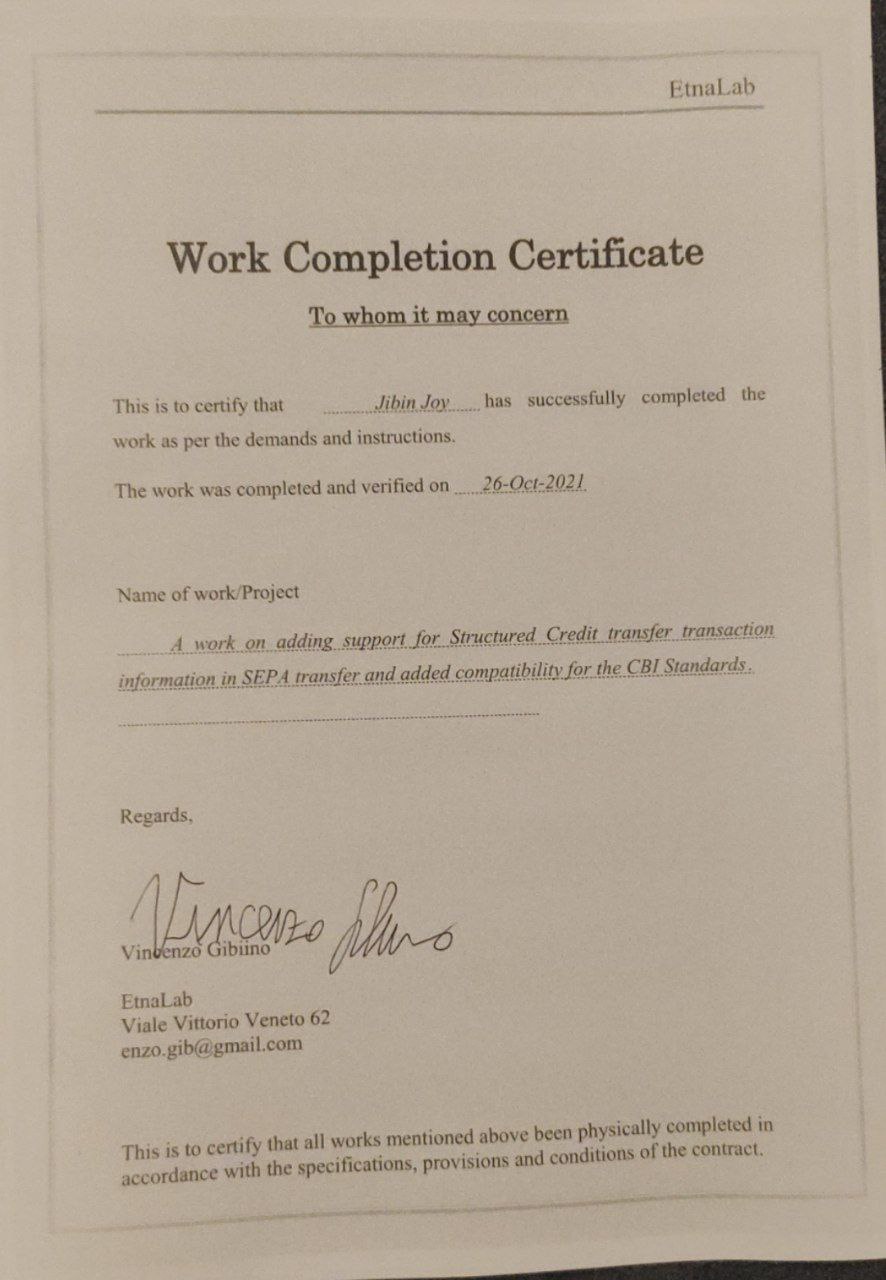 EtnaLab
Work Completion Certificate
To whom it may concern
This is to certify that ........Jibin Joy.....has successfully completed the
work as per the demands and instructions.
The work was completed and verified on .....26-Oct-2021
Name of work/Project
..........A work on adding support for Structured Credit transfer transaction
information in SEPA transfer and added compatibility for the CBI Standards.
Regards,
Vincenzo
Vincenzo Gibiino
EtnaLab
Viale Vittorio Veneto 62
enzo.gib@gmail.com
This is to certify that all works mentioned above been physically completed in
accordance with the specifications, provisions and conditions of the contract.